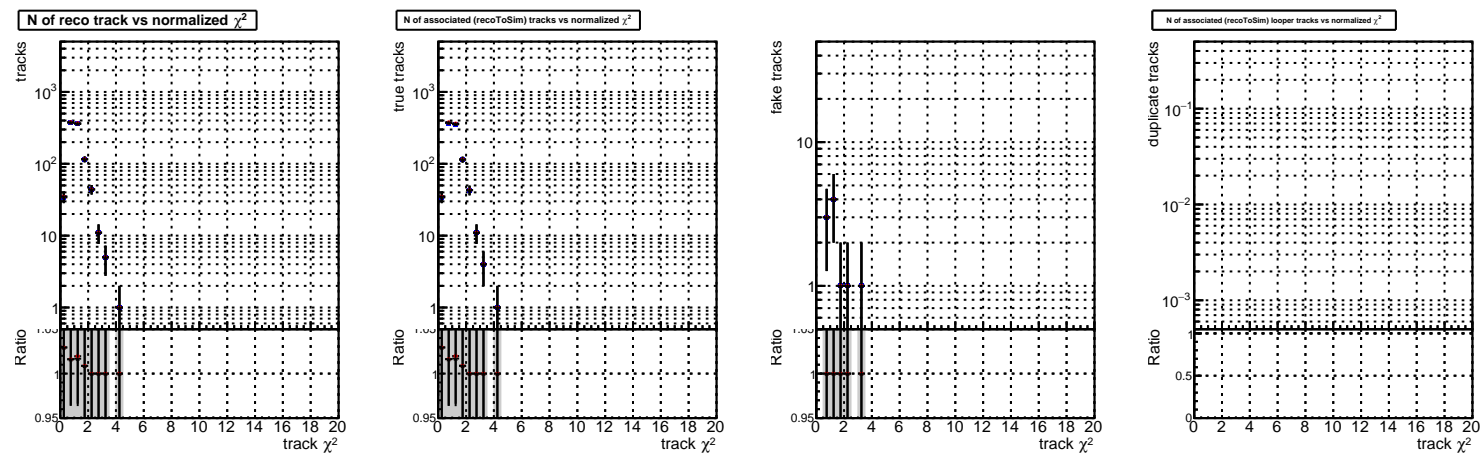 N of reco track vs normalized χ²
tracks
10³
10²
10
1
Ratio
1
0.95
0 2 4 6 8 10 12 14 16 18 20
track χ²
N of associated (recoToSim) tracks vs normalized χ²
true tracks
10³
10²
10
1
Ratio
1
0.95
0 2 4 6 8 10 12 14 16 18 20
track χ²
fake tracks
10
1
Ratio
1
0.95
0 2 4 6 8 10 12 14 16 18 20
track χ²
N of associated (recoToSim) looper tracks vs normalized χ²
duplicate tracks
10⁻¹
10⁻²
10⁻³
Ratio
1
0.5
0
0 2 4 6 8 10 12 14 16 18 20
track χ²